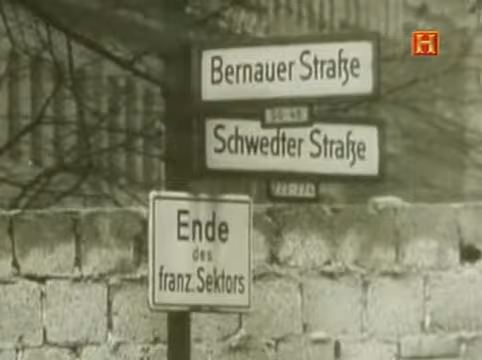 Bernauer Straße
Schwedter Straße
Ende
des
franz. Sektors
H